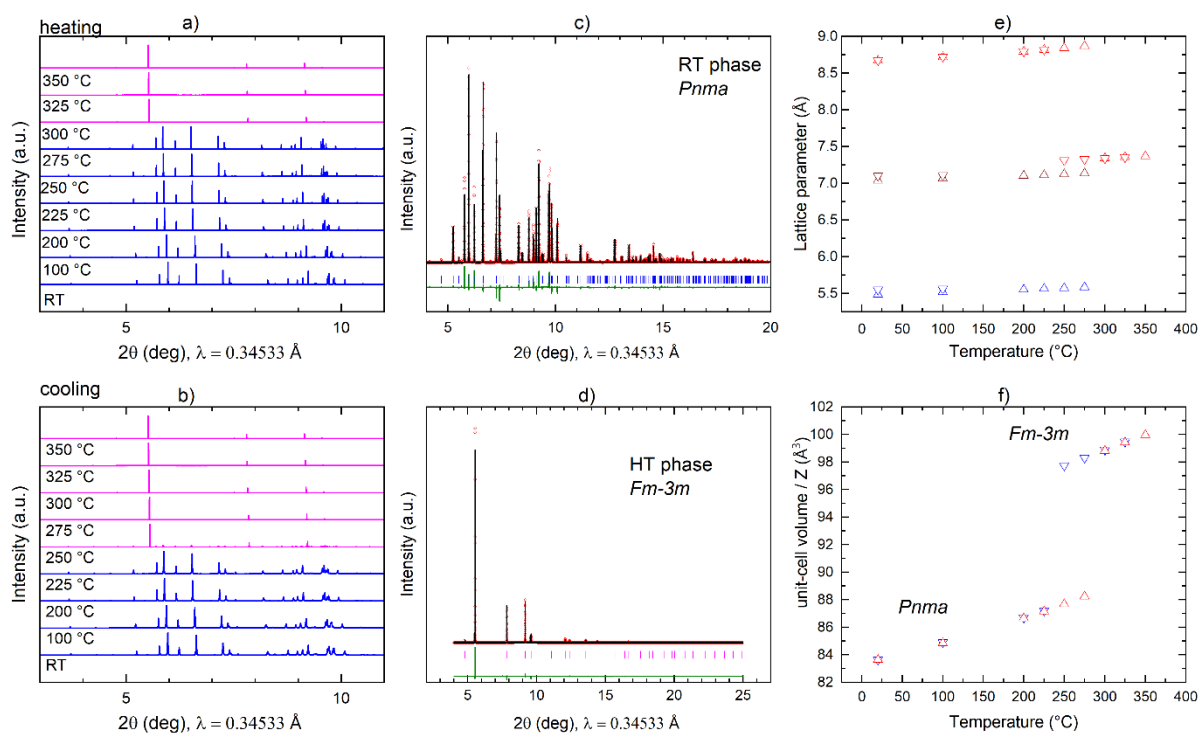 heating
a)
350 °C
325 °C
300 °C
275 °C
250 °C
225 °C
200 °C
100 °C
RT
Intensity (a.u.)
5
10
2θ (deg), λ = 0.34533 Å
c)
RT phase
Pnma
Intensity (a.u.)
5
10
15
20
2θ (deg), λ = 0.34533 Å
e)
9.0
8.5
8.0
7.5
7.0
6.5
6.0
5.5
Lattice parameter (Å)
0 50 100 150 200 250 300 350 400
Temperature (°C)
cooling
b)
350 °C
325 °C
300 °C
275 °C
250 °C
225 °C
200 °C
100 °C
RT
Intensity (a.u.)
5
10
2θ (deg), λ = 0.34533 Å
d)
HT phase
Fm-3m
Intensity (a.u.)
5
10
15
20
25
2θ (deg), λ = 0.34533 Å
f)
102
100
98
96
94
92
90
88
86
84
82
unit-cell volume / Z (Å³)
Fm-3m
Pnma
0 50 100 150 200 250 300 350 400
Temperature (°C)